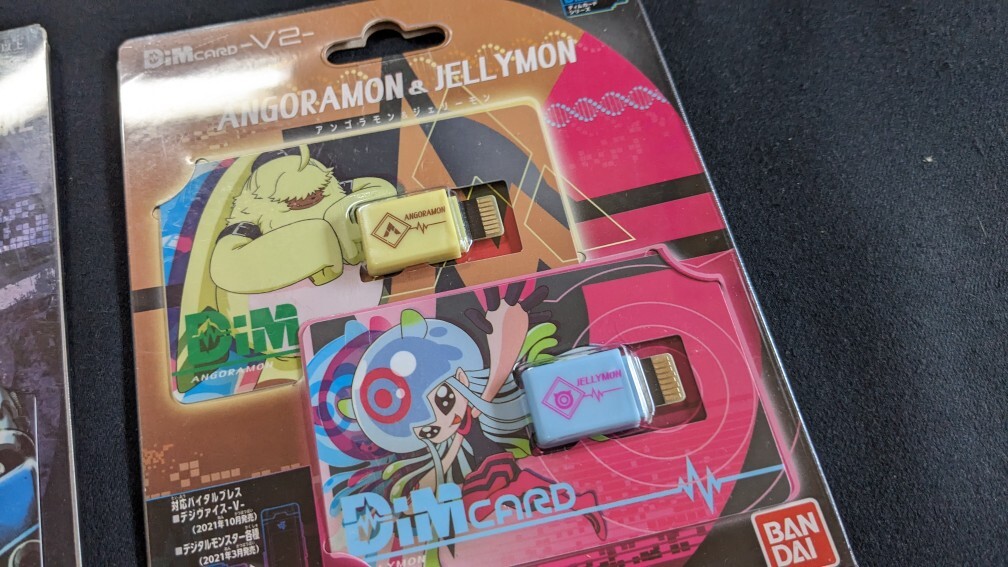 DiMCARD-V2-
ANGORAMON & JELLYMON
アンゴラモン
ジェリーモン
ANGORAMON
DiM
ANGORAMON
JELLYMON
DiMCARD
対応バイタルブレス
■デジヴァイス-V-
(2021年10月発売)
■デジタルモンスター各種
(2021年3月発売)
BAN
DAI